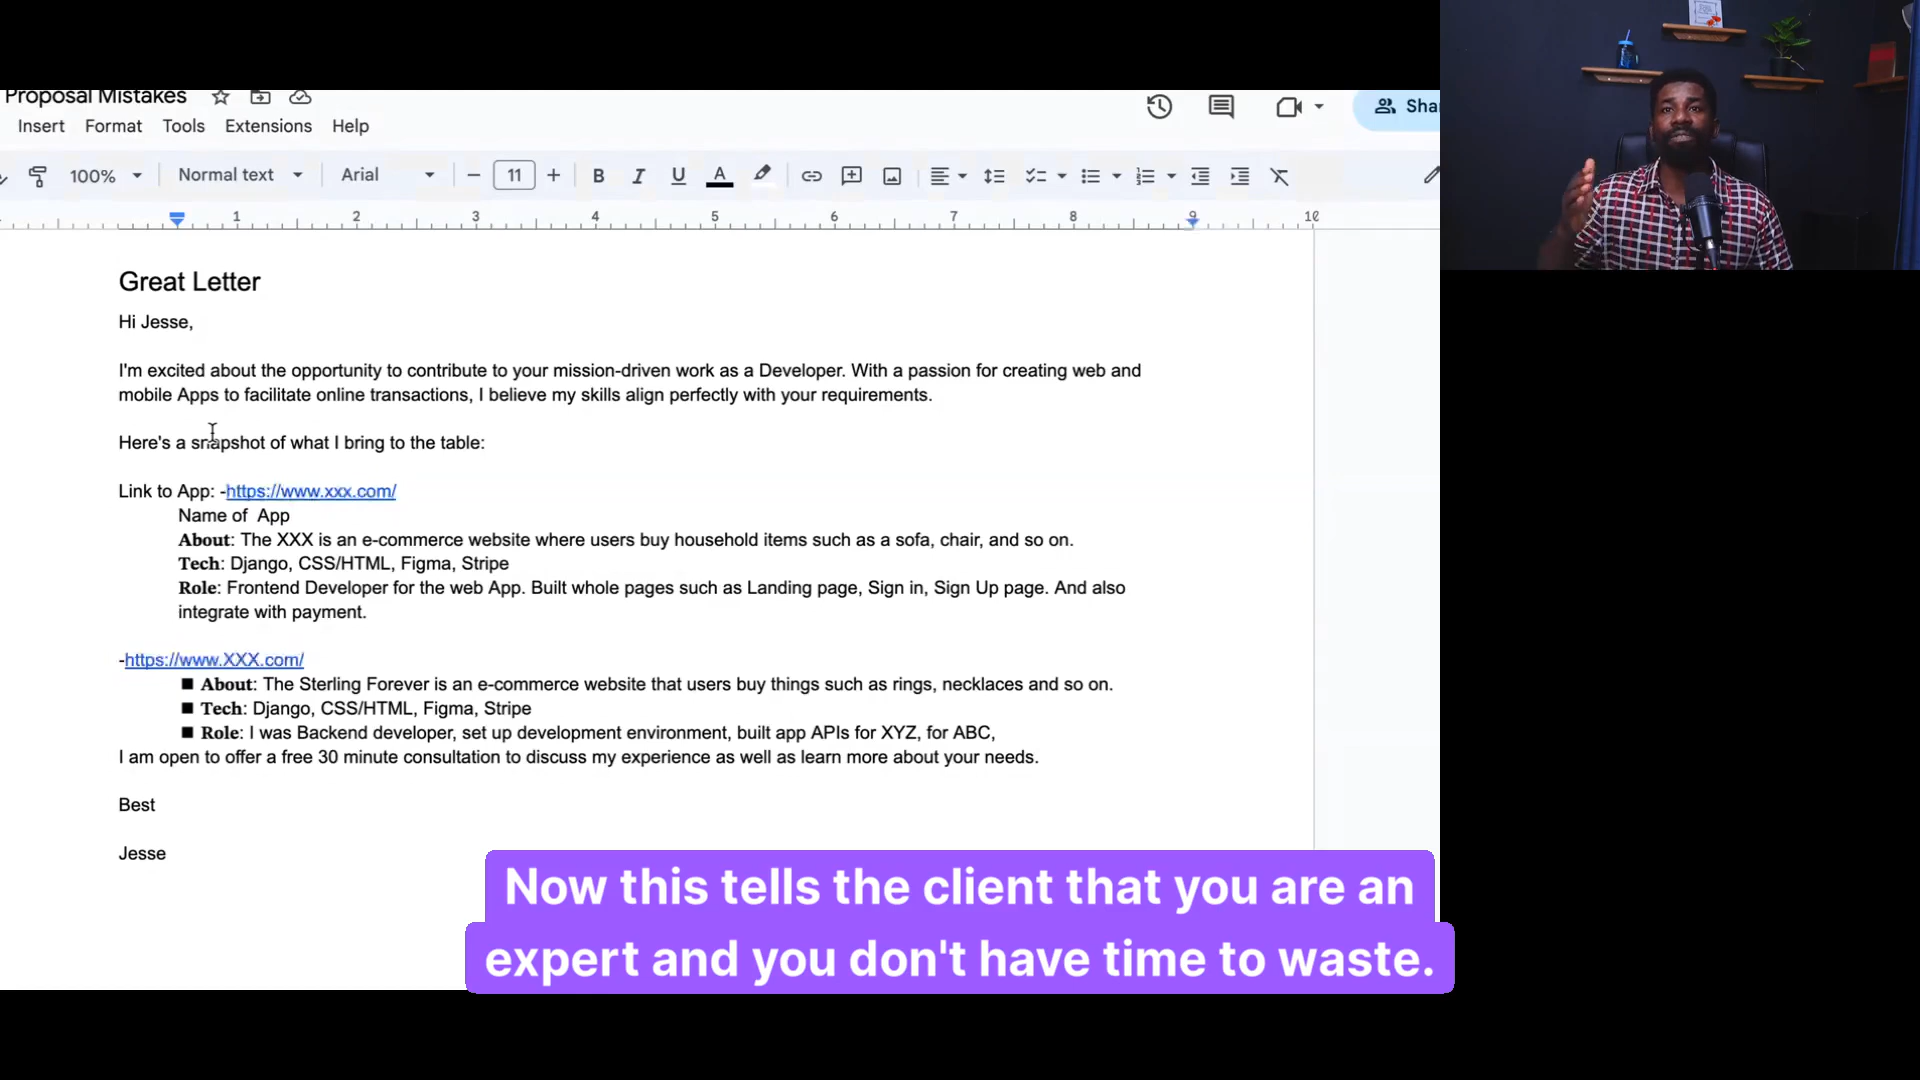 Proposal Mistakes
Insert Format Tools Extensions Help
100% Normal text Arial 11 B I U A
1 2 3 4 5 6 7 8 9 10
Great Letter
Hi Jesse,
I'm excited about the opportunity to contribute to your mission-driven work as a Developer. With a passion for creating web and
mobile Apps to facilitate online transactions, I believe my skills align perfectly with your requirements.
Here's a snapshot of what I bring to the table:
Link to App: -https://www.xxx.com/
Name of  App
About: The XXX is an e-commerce website where users buy household items such as a sofa, chair, and so on.
Tech: Django, CSS/HTML, Figma, Stripe
Role: Frontend Developer for the web App. Built whole pages such as Landing page, Sign in, Sign Up page. And also
integrate with payment.
-https://www.XXX.com/
■ About: The Sterling Forever is an e-commerce website that users buy things such as rings, necklaces and so on.
■ Tech: Django, CSS/HTML, Figma, Stripe
■ Role: I was Backend developer, set up development environment, built app APIs for XYZ, for ABC,
I am open to offer a free 30 minute consultation to discuss my experience as well as learn more about your needs.
Best
Jesse
Now this tells the client that you are an
expert and you don't have time to waste.